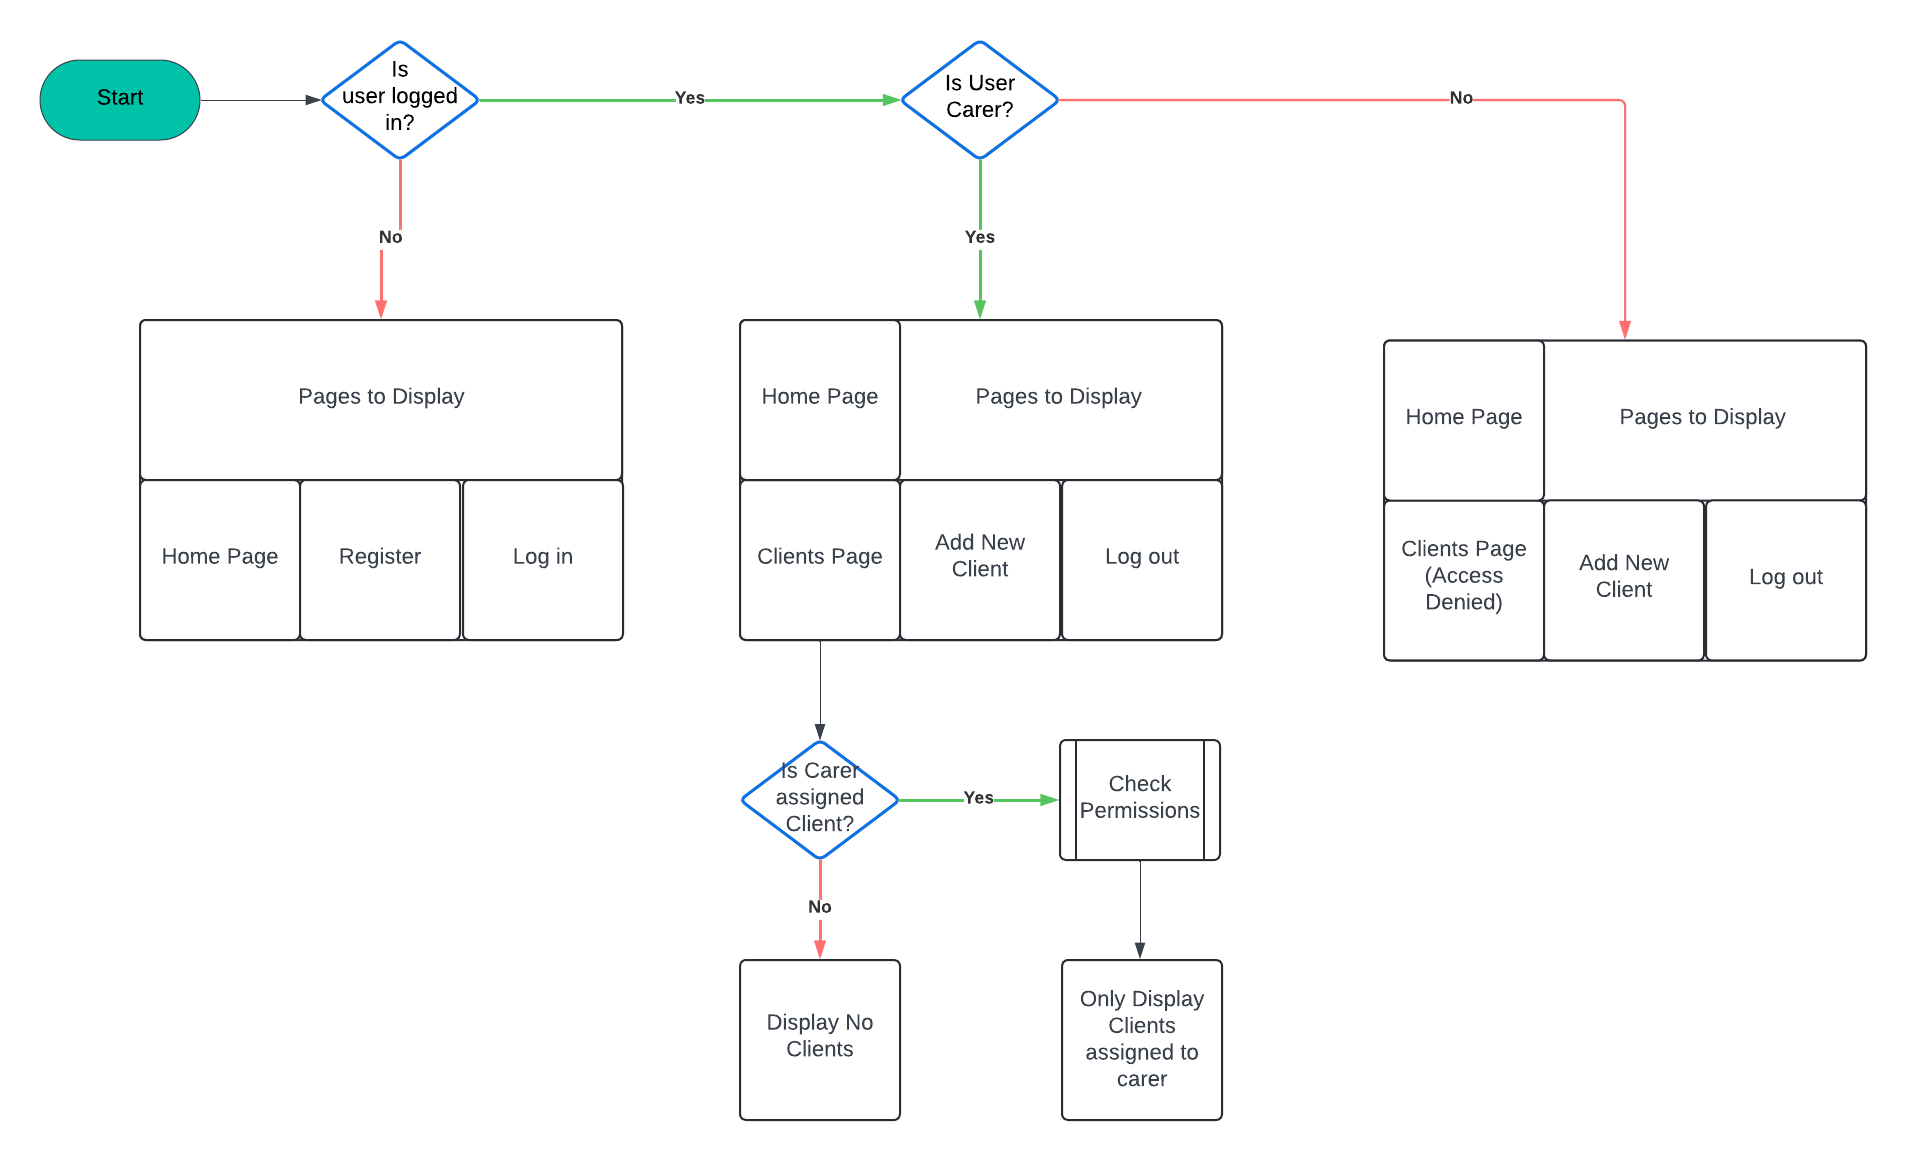 Start
Is
user logged
in?
Yes
Is User
Carer?
No
No
Yes
Pages to Display
Home Page
Register
Log in
Home Page
Pages to Display
Clients Page
Add New
Client
Log out
Home Page
Pages to Display
Clients Page
(Access
Denied)
Add New
Client
Log out
Is Carer
assigned
Client?
Yes
Check
Permissions
No
Display No
Clients
Only Display
Clients
assigned to
carer